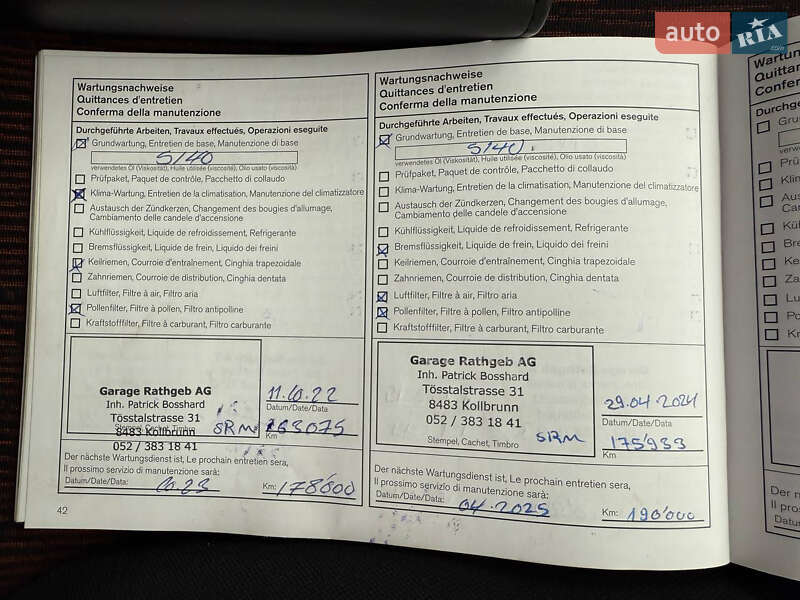 auto RIA .com
Wartungsnachweise
Quittances d'entretien
Conferma della manutenzione
Durchgeführte Arbeiten, Travaux effectués, Operazioni eseguite
Grundwartung, Entretien de base, Manutenzione di base
5/40
verwendetes Öl (Viskosität), Huile utilisée (viscosité), Olio usato (viscosità)
Prüfpaket, Paquet de contrôle, Pacchetto di collaudo
Klima-Wartung, Entretien de la climatisation, Manutenzione del climatizzatore
Austausch der Zündkerzen, Changement des bougies d'allumage,
Cambiamento delle candele d'accensione
Kühlflüssigkeit, Liquide de refroidissement, Refrigerante
Bremsflüssigkeit, Liquide de frein, Liquido dei freini
Keilriemen, Courroie d'entraînement, Cinghia trapezoidale
Zahnriemen, Courroie de distribution, Cinghia dentata
Luftfilter, Filtre à air, Filtro aria
Pollenfilter, Filtre à pollen, Filtro antipolline
Kraftstofffilter, Filtre à carburant, Filtro carburante
Garage Rathgeb AG
Inh. Patrick Bosshard
Tösstalstrasse 31
8483 Kollbrunn
Stempel, Cachet, Timbro
052 / 383 18 41
SRM
11.10.22
Datum/Date/Data
163075
Km
Der nächste Wartungsdienst ist, Le prochain entretien sera,
Il prossimo servizio di manutenzione sarà:
Datum/Date/Data:
Km: 178'000
42
Wartungsnachweise
Quittances d'entretien
Conferma della manutenzione
Durchgeführte Arbeiten, Travaux effectués, Operazioni eseguite
Grundwartung, Entretien de base, Manutenzione di base
5/40
verwendetes Öl (Viskosität), Huile utilisée (viscosité), Olio usato (viscosità)
Prüfpaket, Paquet de contrôle, Pacchetto di collaudo
Klima-Wartung, Entretien de la climatisation, Manutenzione del climatizzatore
Austausch der Zündkerzen, Changement des bougies d'allumage,
Cambiamento delle candele d'accensione
Kühlflüssigkeit, Liquide de refroidissement, Refrigerante
Bremsflüssigkeit, Liquide de frein, Liquido dei freini
Keilriemen, Courroie d'entraînement, Cinghia trapezoidale
Zahnriemen, Courroie de distribution, Cinghia dentata
Luftfilter, Filtre à air, Filtro aria
Pollenfilter, Filtre à pollen, Filtro antipolline
Kraftstofffilter, Filtre à carburant, Filtro carburante
Garage Rathgeb AG
Inh. Patrick Bosshard
Tösstalstrasse 31
8483 Kollbrunn
052 / 383 18 41
Stempel, Cachet, Timbro
SRM
29.04.2024
Datum/Date/Data
175'933
Km
Der nächste Wartungsdienst ist, Le prochain entretien sera,
Il prossimo servizio di manutenzione sarà:
Datum/Date/Data: 04.2025
Km: 190'000